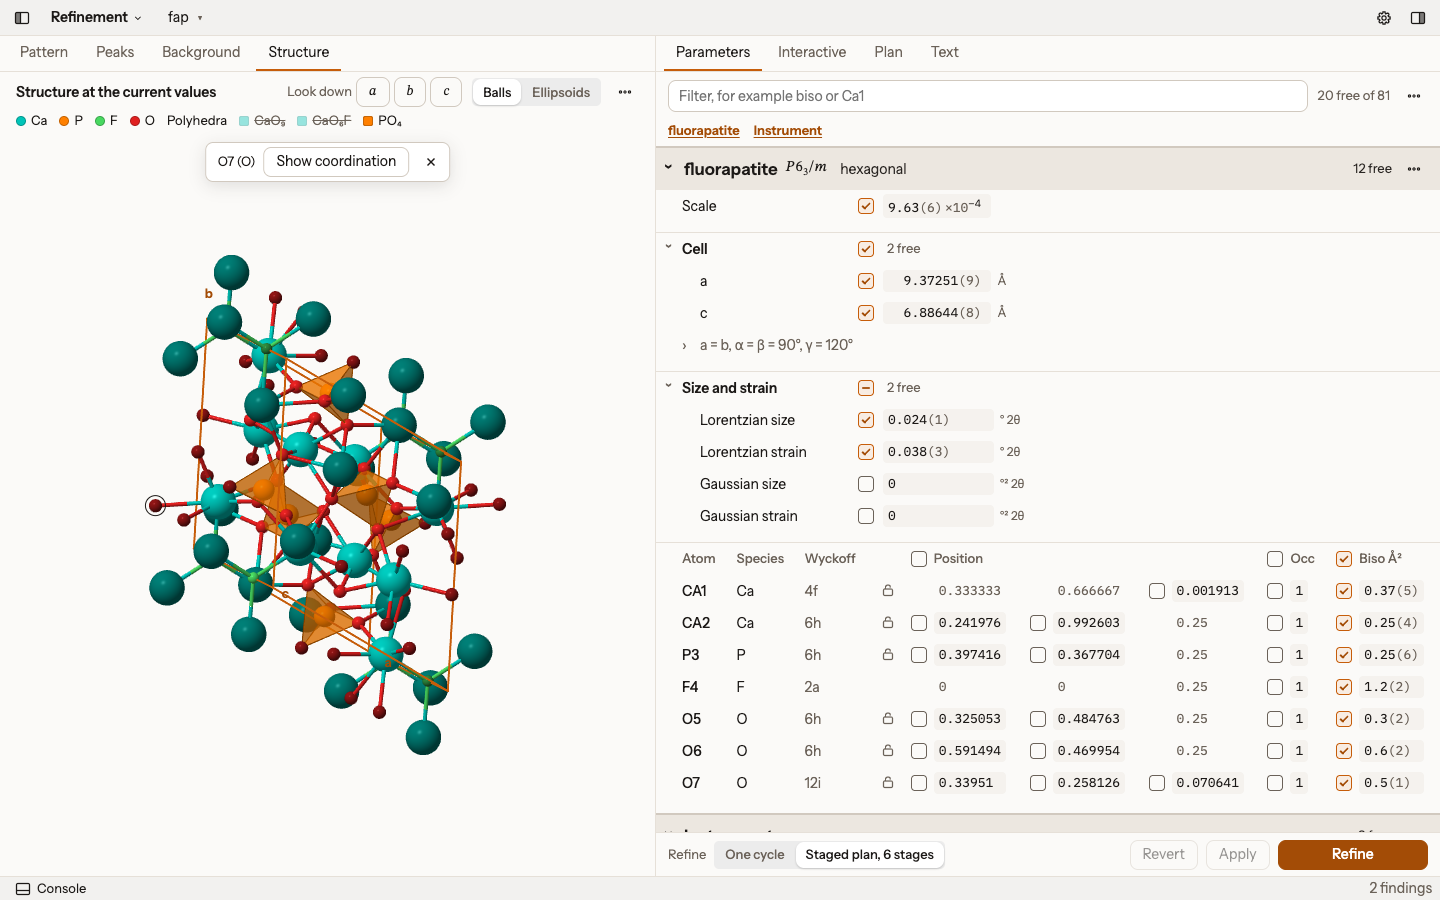 Refinement fap
Pattern Peaks Background Structure
Structure at the current values Look down a b c Balls Ellipsoids
Ca P F O Polyhedra CaO₉ CaO₆F PO₄
O7 (O) Show coordination
b
c
a
Parameters Interactive Plan Text
Filter, for example biso or Ca1 20 free of 81
fluorapatite Instrument
fluorapatite P6₃/m hexagonal 12 free
Scale 9.63(6) ×10⁻⁴
Cell 2 free
a 9.37251(9) Å
c 6.88644(8) Å
a = b, α = β = 90°, γ = 120°
Size and strain 2 free
Lorentzian size 0.024(1) ° 2θ
Lorentzian strain 0.038(3) ° 2θ
Gaussian size 0 °² 2θ
Gaussian strain 0 °² 2θ
Atom Species Wyckoff Position Occ Biso Å²
CA1 Ca 4f 0.333333 0.666667 0.001913 1 0.37(5)
CA2 Ca 6h 0.241976 0.992603 0.25 1 0.25(4)
P3 P 6h 0.397416 0.367704 0.25 1 0.25(6)
F4 F 2a 0 0 0.25 1 1.2(2)
O5 O 6h 0.325053 0.484763 0.25 1 0.3(2)
O6 O 6h 0.591494 0.469954 0.25 1 0.6(2)
O7 O 12i 0.33951 0.258126 0.070641 1 0.5(1)
Refine One cycle Staged plan, 6 stages Revert Apply Refine
Console 2 findings